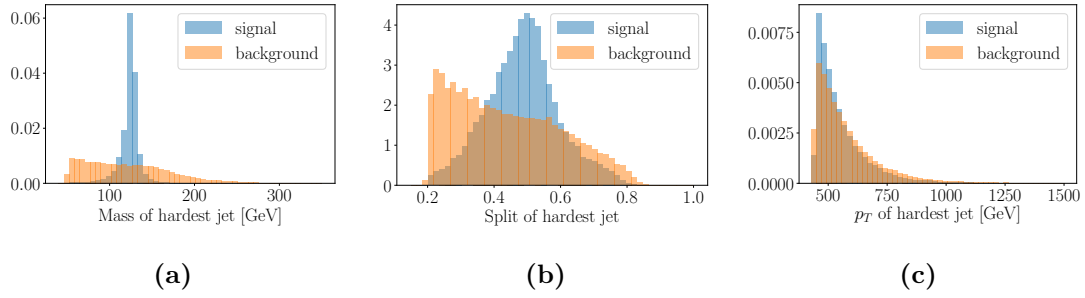 0.06
0.04
0.02
0.00
100
200
300
Mass of hardest jet [GeV]
signal
background
4
3
2
1
0
0.2
0.4
0.6
0.8
1.0
Split of hardest jet
signal
background
0.0075
0.0050
0.0025
0.0000
500
750
1000
1250
1500
p_T of hardest jet [GeV]
signal
background
(a)
(b)
(c)